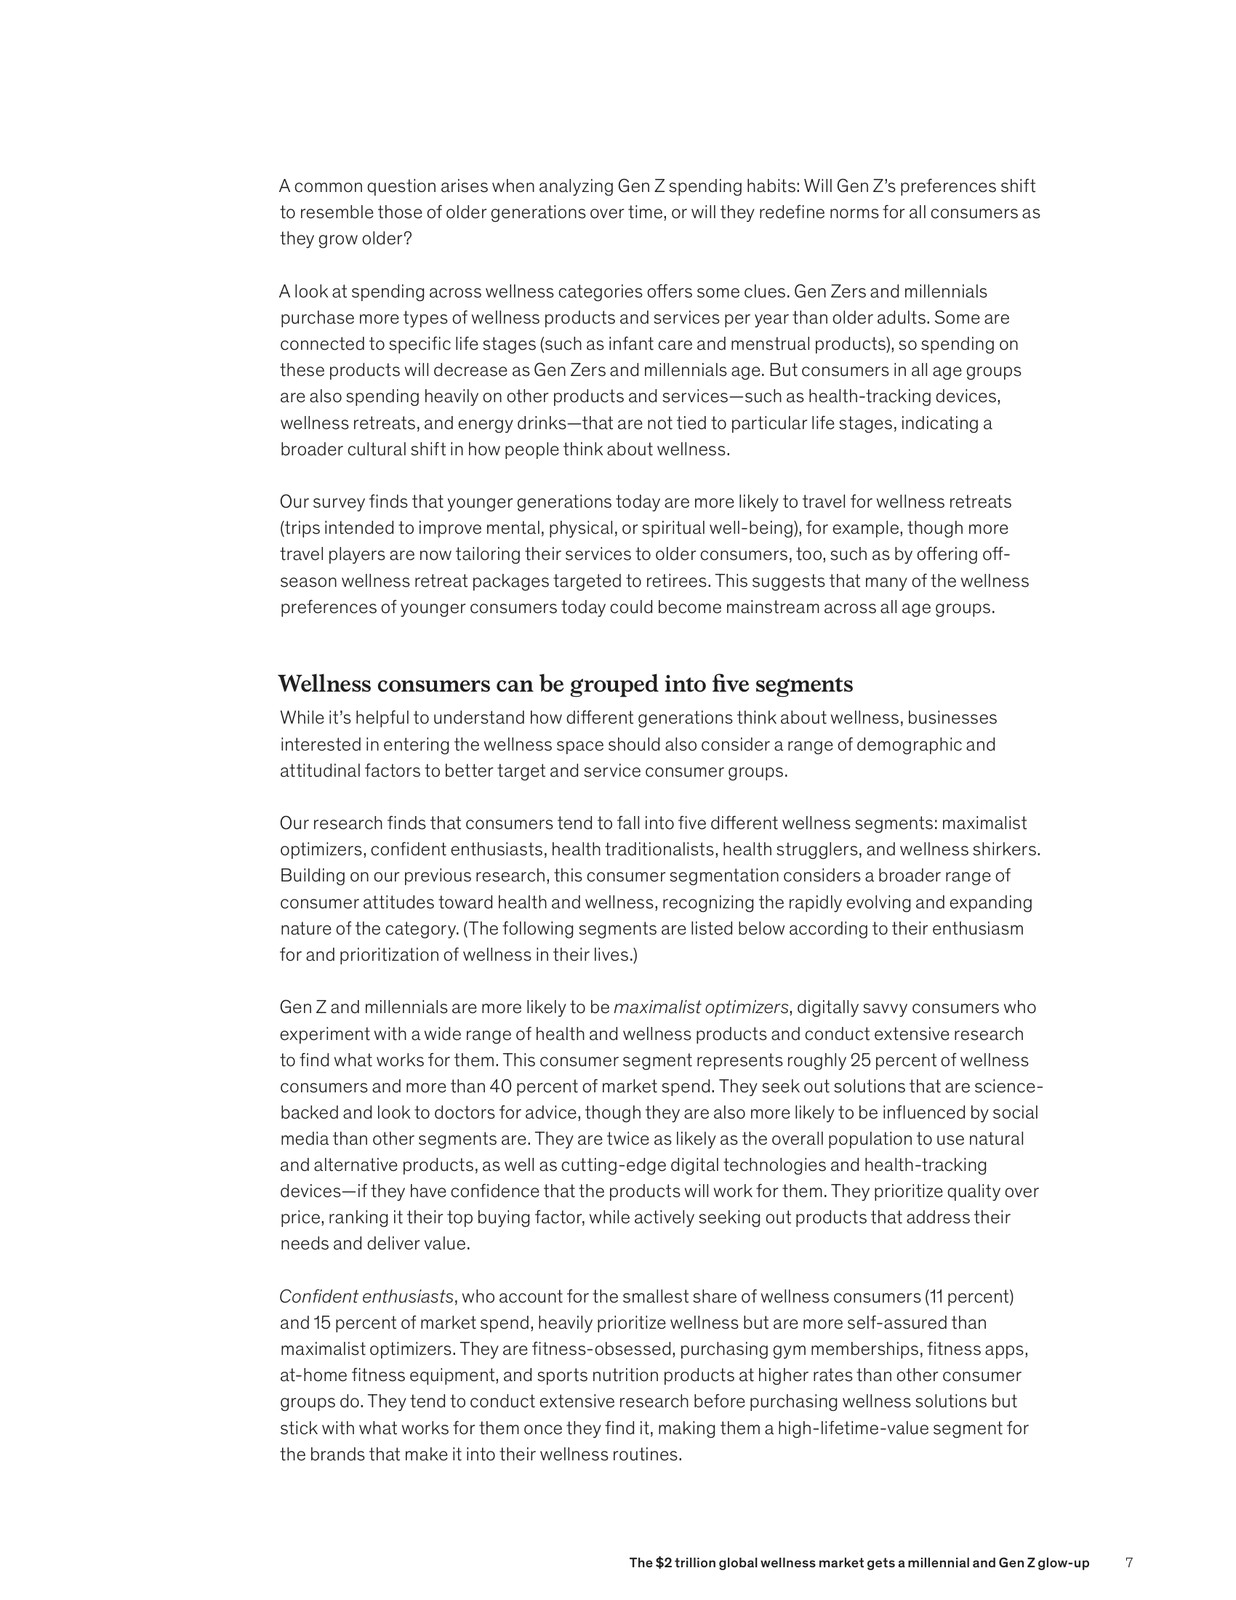 A common question arises when analyzing Gen Z spending habits: Will Gen Z’s preferences shift
to resemble those of older generations over time, or will they redefine norms for all consumers as
they grow older?
A look at spending across wellness categories offers some clues. Gen Zers and millennials
purchase more types of wellness products and services per year than older adults. Some are
connected to specific life stages (such as infant care and menstrual products), so spending on
these products will decrease as Gen Zers and millennials age. But consumers in all age groups
are also spending heavily on other products and services—such as health-tracking devices,
wellness retreats, and energy drinks—that are not tied to particular life stages, indicating a
broader cultural shift in how people think about wellness.
Our survey finds that younger generations today are more likely to travel for wellness retreats
(trips intended to improve mental, physical, or spiritual well-being), for example, though more
travel players are now tailoring their services to older consumers, too, such as by offering off-
season wellness retreat packages targeted to retirees. This suggests that many of the wellness
preferences of younger consumers today could become mainstream across all age groups.
Wellness consumers can be grouped into five segments
While it’s helpful to understand how different generations think about wellness, businesses
interested in entering the wellness space should also consider a range of demographic and
attitudinal factors to better target and service consumer groups.
Our research finds that consumers tend to fall into five different wellness segments: maximalist
optimizers, confident enthusiasts, health traditionalists, health strugglers, and wellness shirkers.
Building on our previous research, this consumer segmentation considers a broader range of
consumer attitudes toward health and wellness, recognizing the rapidly evolving and expanding
nature of the category. (The following segments are listed below according to their enthusiasm
for and prioritization of wellness in their lives.)
Gen Z and millennials are more likely to be maximalist optimizers, digitally savvy consumers who
experiment with a wide range of health and wellness products and conduct extensive research
to find what works for them. This consumer segment represents roughly 25 percent of wellness
consumers and more than 40 percent of market spend. They seek out solutions that are science-
backed and look to doctors for advice, though they are also more likely to be influenced by social
media than other segments are. They are twice as likely as the overall population to use natural
and alternative products, as well as cutting-edge digital technologies and health-tracking
devices—if they have confidence that the products will work for them. They prioritize quality over
price, ranking it their top buying factor, while actively seeking out products that address their
needs and deliver value.
Confident enthusiasts, who account for the smallest share of wellness consumers (11 percent)
and 15 percent of market spend, heavily prioritize wellness but are more self-assured than
maximalist optimizers. They are fitness-obsessed, purchasing gym memberships, fitness apps,
at-home fitness equipment, and sports nutrition products at higher rates than other consumer
groups do. They tend to conduct extensive research before purchasing wellness solutions but
stick with what works for them once they find it, making them a high-lifetime-value segment for
the brands that make it into their wellness routines.
The $2 trillion global wellness market gets a millennial and Gen Z glow-up 7